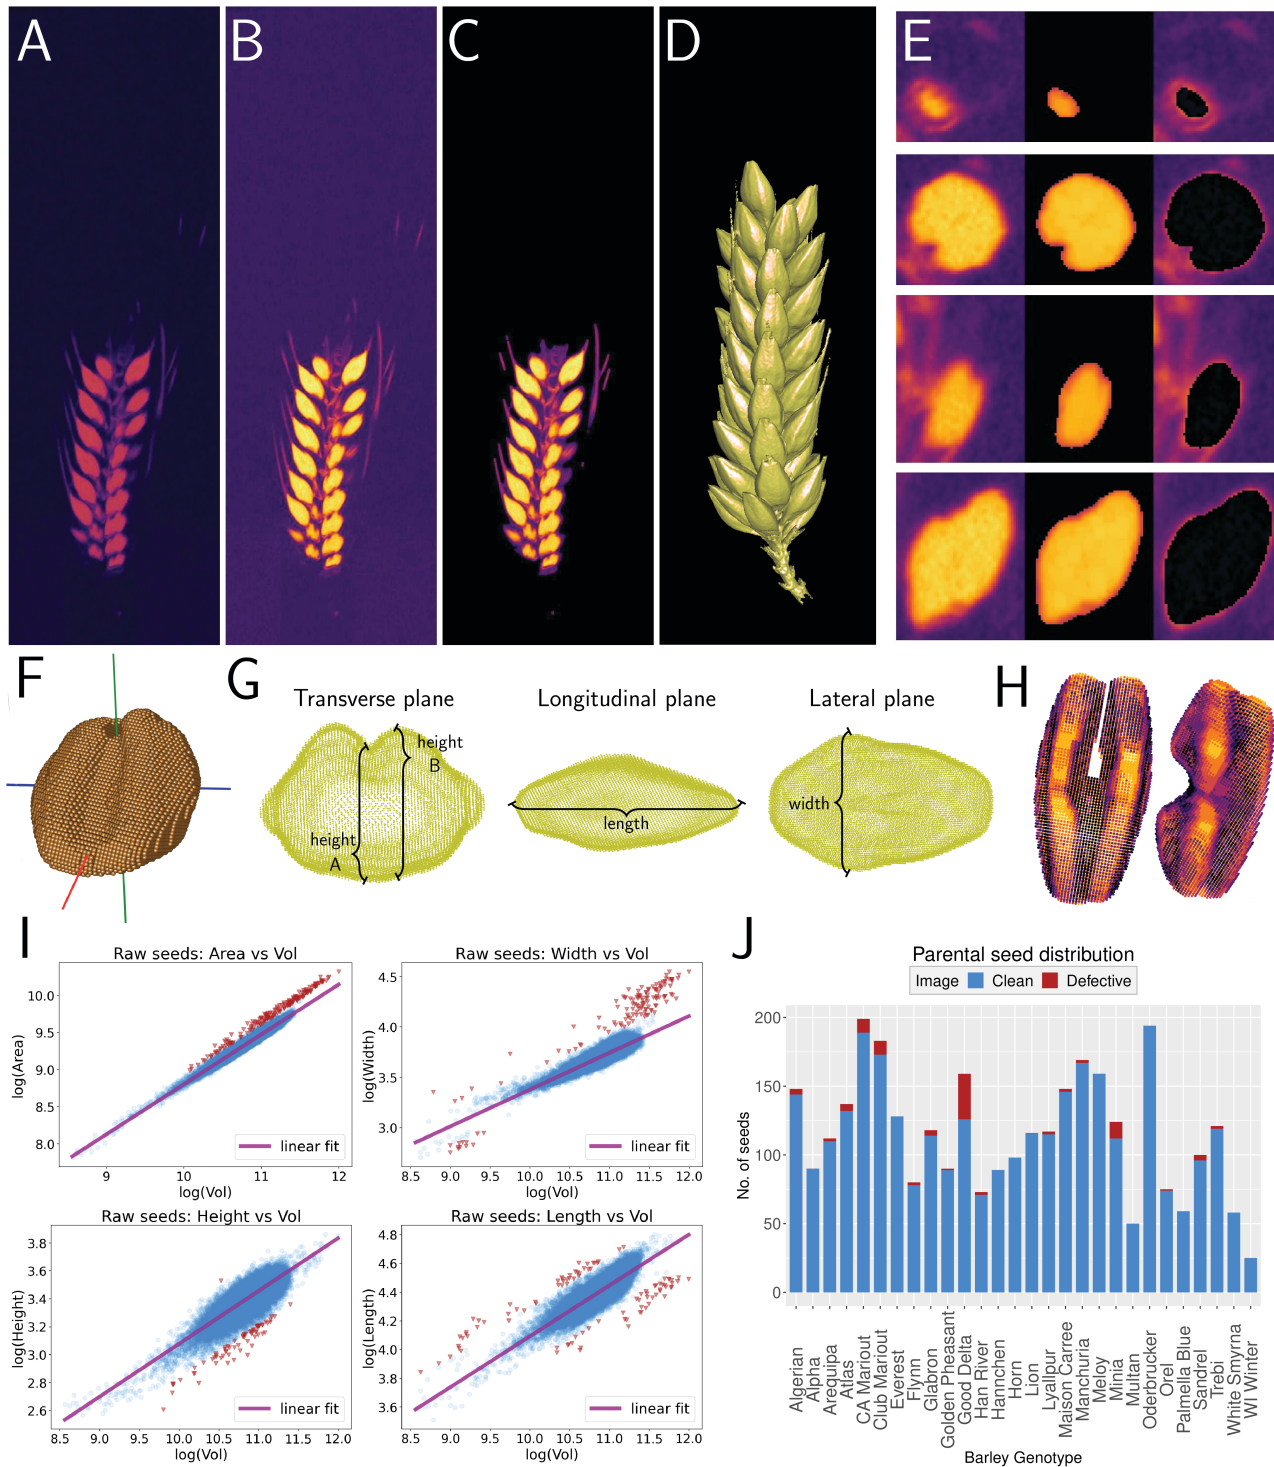 A
B
C
D
E
F
G
Transverse plane
Longitudinal plane
Lateral plane
height
A
height
B
length
width
H
I
Raw seeds: Area vs Vol
log(Area)
10.0
9.5
9.0
8.5
8.0
linear fit
9 10 11 12
log(Vol)
Raw seeds: Width vs Vol
log(Width)
4.5
4.0
3.5
3.0
linear fit
8.5 9.0 9.5 10.0 10.5 11.0 11.5 12.0
log(Vol)
Raw seeds: Height vs Vol
log(Height)
3.8
3.6
3.4
3.2
3.0
2.8
2.6
linear fit
8.5 9.0 9.5 10.0 10.5 11.0 11.5 12.0
log(Vol)
Raw seeds: Length vs Vol
log(Length)
4.8
4.6
4.4
4.2
4.0
3.8
3.6
linear fit
8.5 9.0 9.5 10.0 10.5 11.0 11.5 12.0
log(Vol)
J
Parental seed distribution
Image Clean Defective
No. of seeds
200
150
100
50
0
Algerian
Alpha
Arequipa
Atlas
CA Mariout
Club Mariout
Everest
Flynn
Glabron
Golden Pheasant
Good Delta
Han River
Hannchen
Horn
Lion
Lyallpur
Maison Carree
Manchuria
Meloy
Minia
Multan
Oderbrucker
Orel
Palmella Blue
Sandrel
Trebi
White Smyrna
WI Winter
Barley Genotype